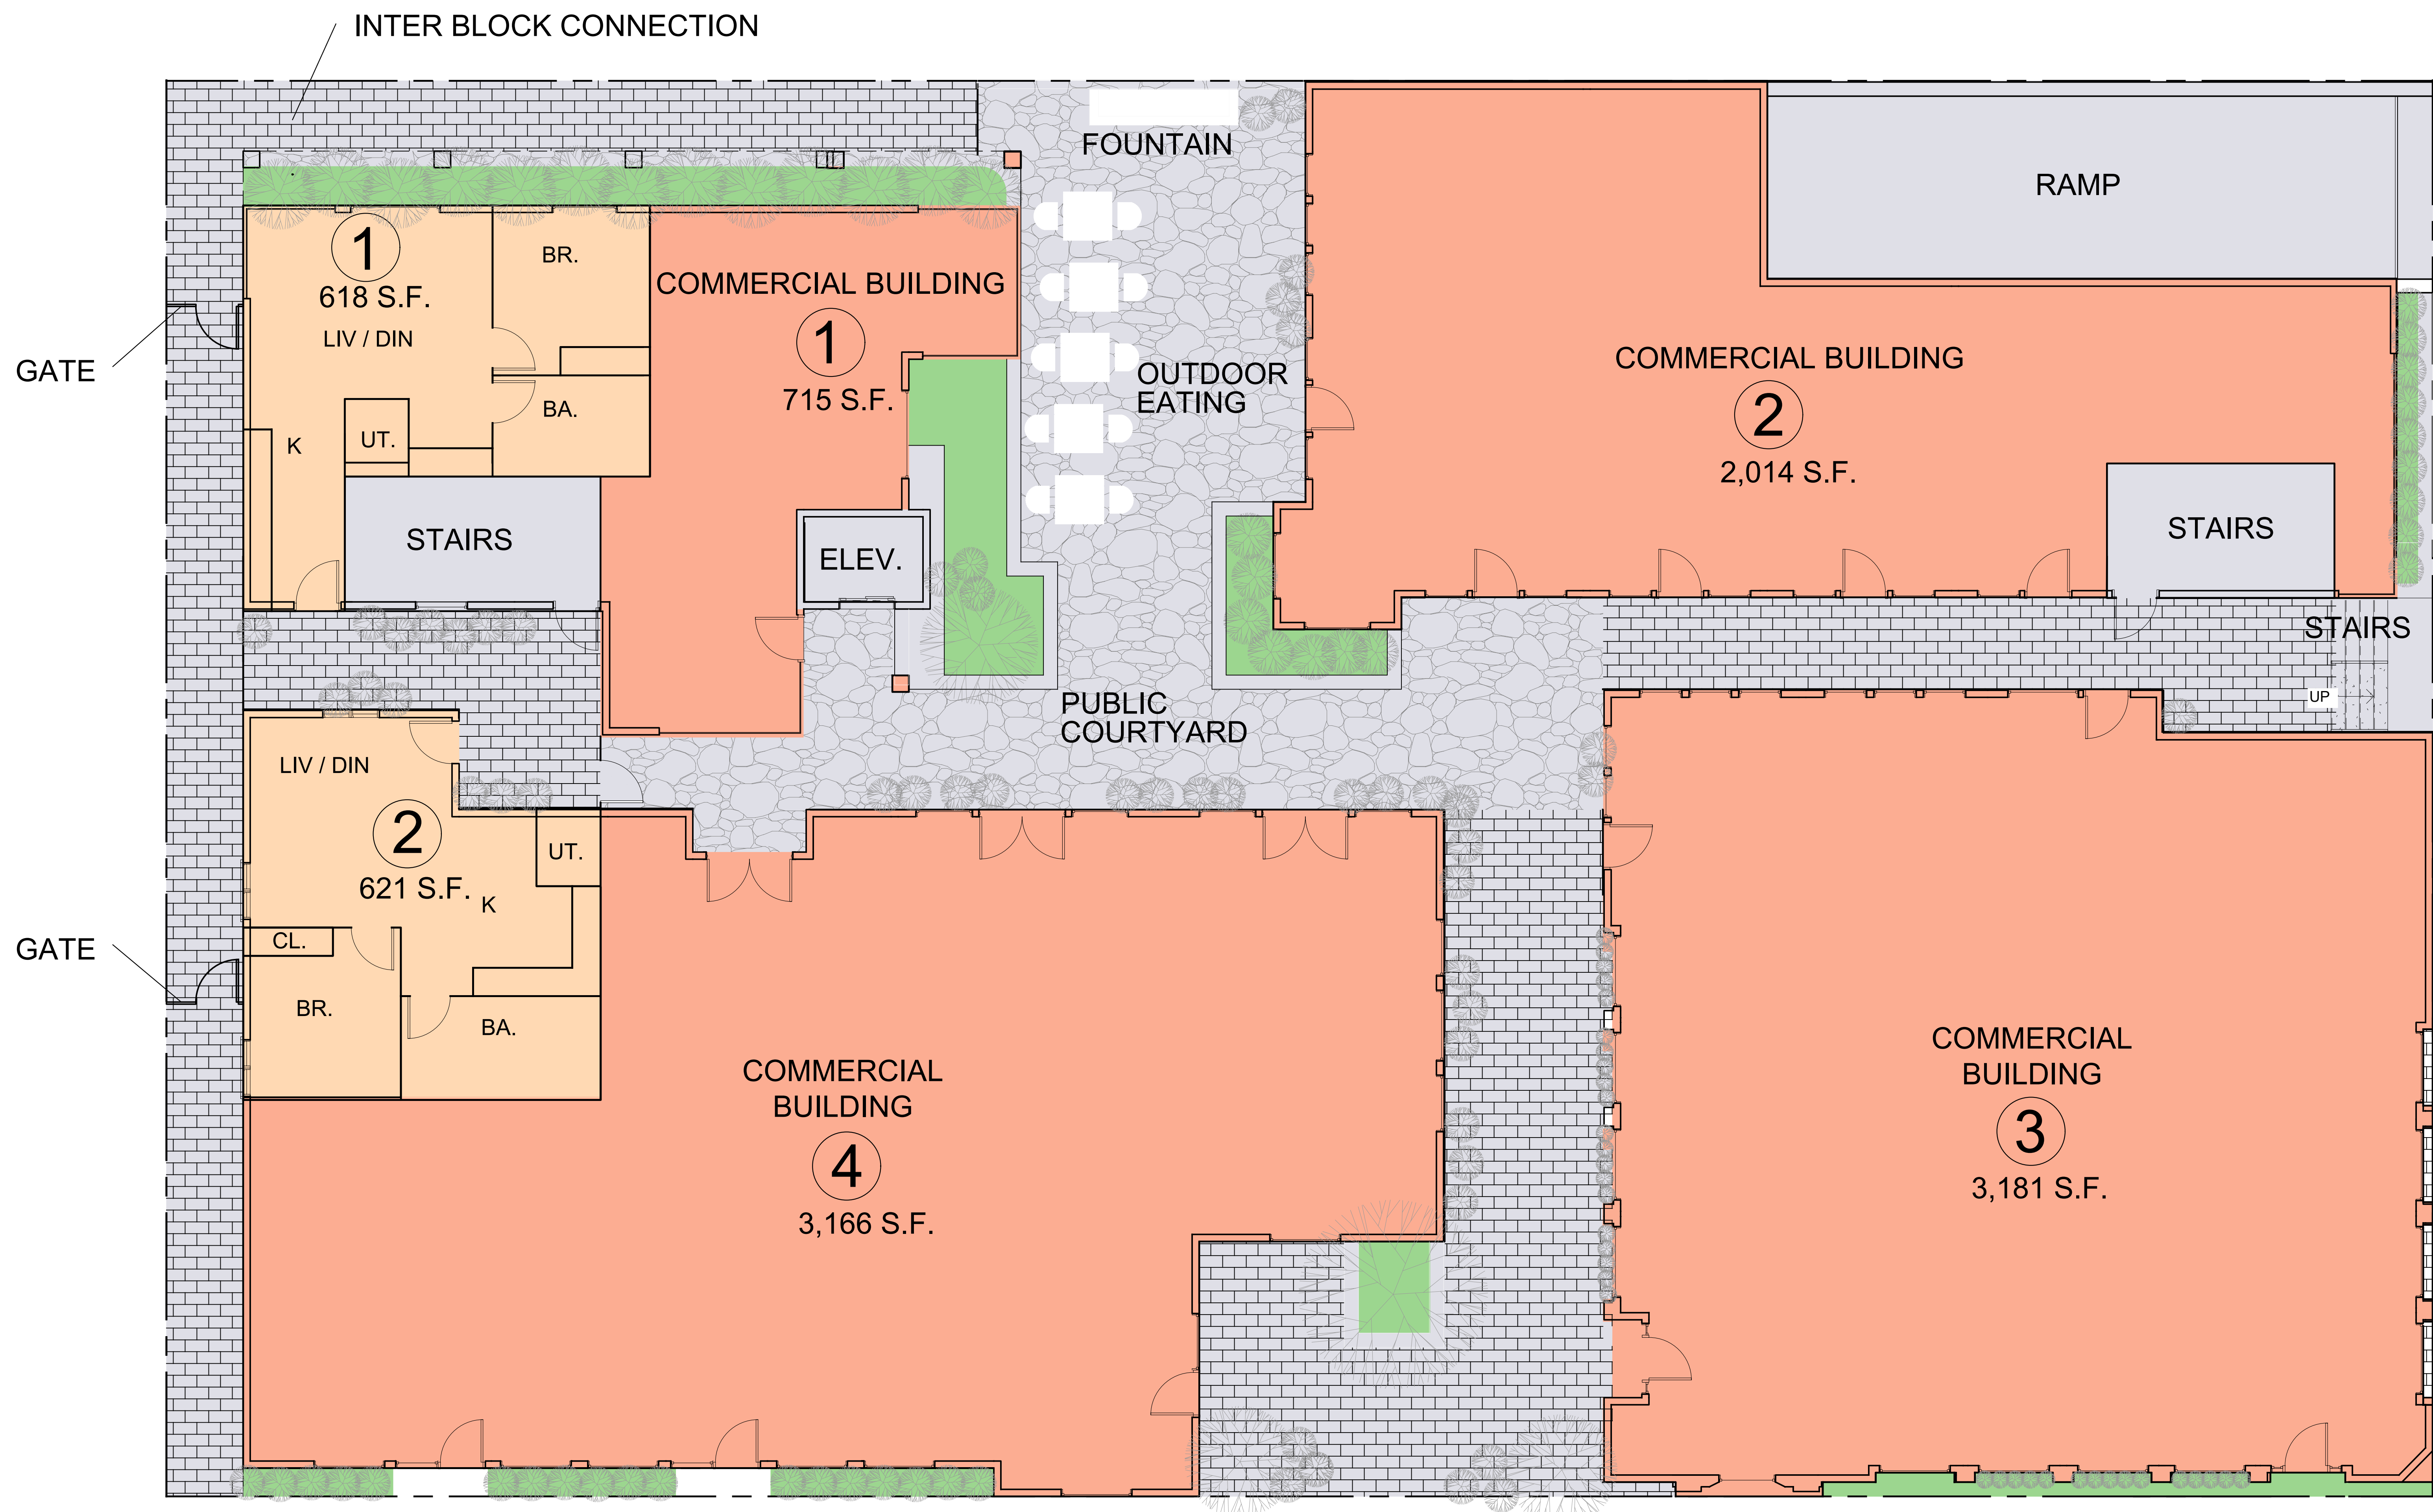 INTER BLOCK CONNECTION
FOUNTAIN
RAMP
1
618 S.F.
LIV / DIN
BR.
BA.
UT.
K
STAIRS
GATE
COMMERCIAL BUILDING
1
715 S.F.
ELEV.
OUTDOOR
EATING
COMMERCIAL BUILDING
2
2,014 S.F.
STAIRS
STAIRS
UP
PUBLIC
COURTYARD
LIV / DIN
2
621 S.F.
K
UT.
CL.
BR.
BA.
GATE
COMMERCIAL
BUILDING
4
3,166 S.F.
COMMERCIAL
BUILDING
3
3,181 S.F.